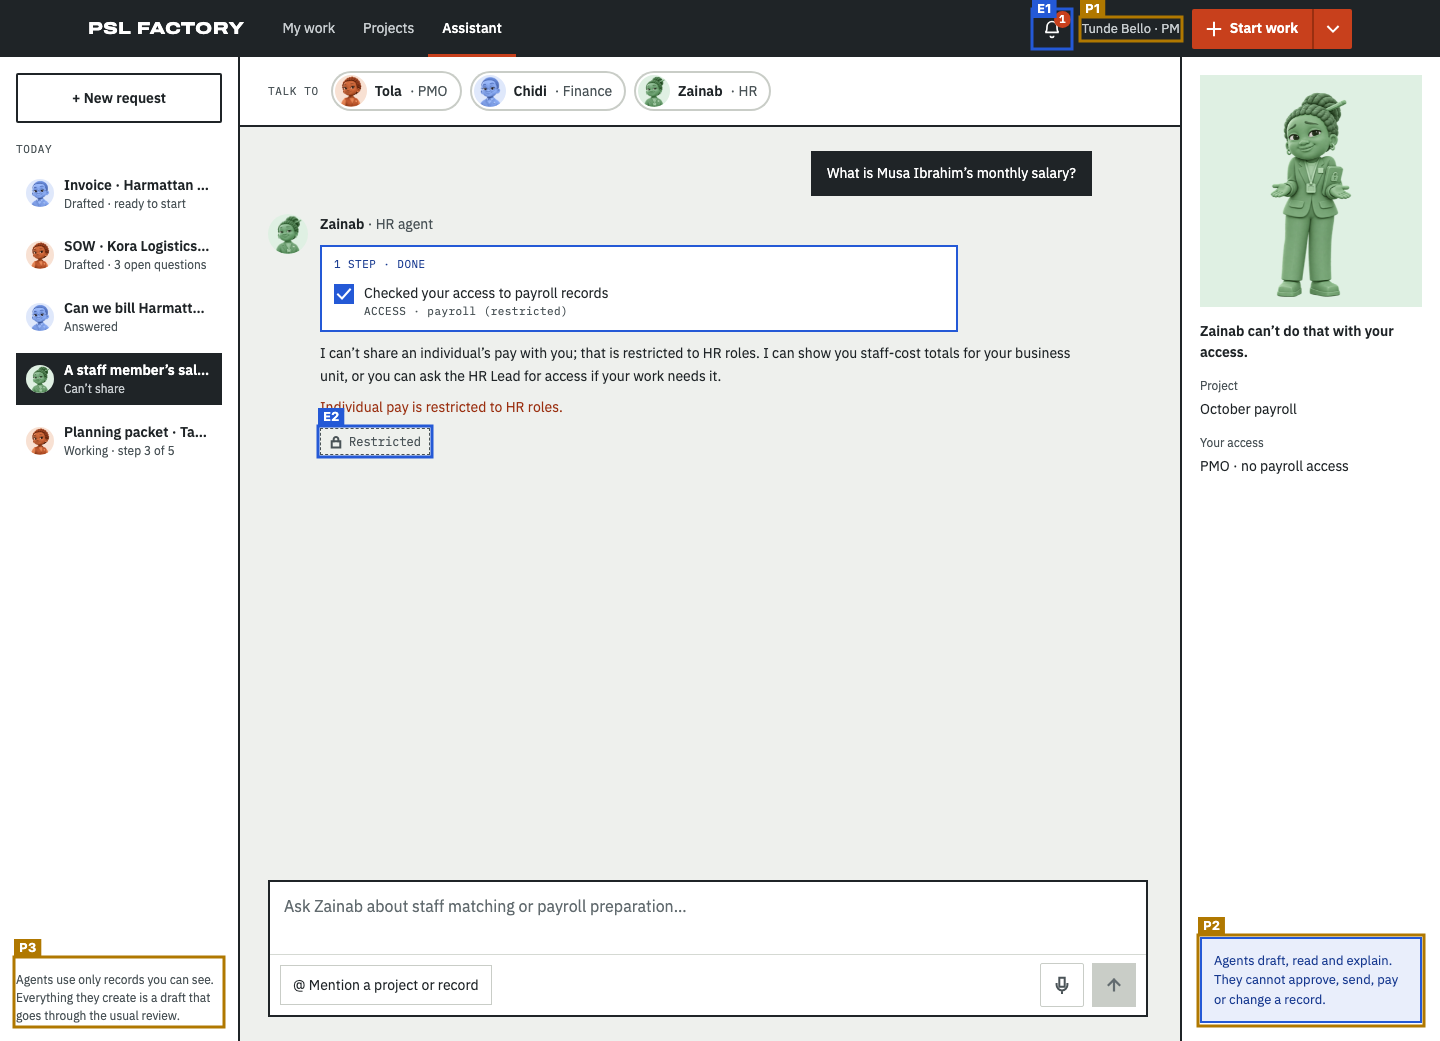 PSL FACTORY
My work
Projects
Assistant
E1
1
P1
Tunde Bello · PM
Start work
+ New request
TODAY
Invoice · Harmattan ...
Drafted · ready to start
SOW · Kora Logistics...
Drafted · 3 open questions
Can we bill Harmatt...
Answered
A staff member's sal...
Can't share
Planning packet · Ta...
Working · step 3 of 5
P3
Agents use only records you can see.
Everything they create is a draft that
goes through the usual review.
TALK TO
Tola · PMO
Chidi · Finance
Zainab · HR
What is Musa Ibrahim's monthly salary?
Zainab · HR agent
1 STEP · DONE
Checked your access to payroll records
ACCESS · payroll (restricted)
I can't share an individual's pay with you; that is restricted to HR roles. I can show you staff-cost totals for your business
unit, or you can ask the HR Lead for access if your work needs it.
Individual pay is restricted to HR roles.
E2
Restricted
Ask Zainab about staff matching or payroll preparation...
@ Mention a project or record
Zainab can't do that with your
access.
Project
October payroll
Your access
PMO · no payroll access
P2
Agents draft, read and explain.
They cannot approve, send, pay
or change a record.